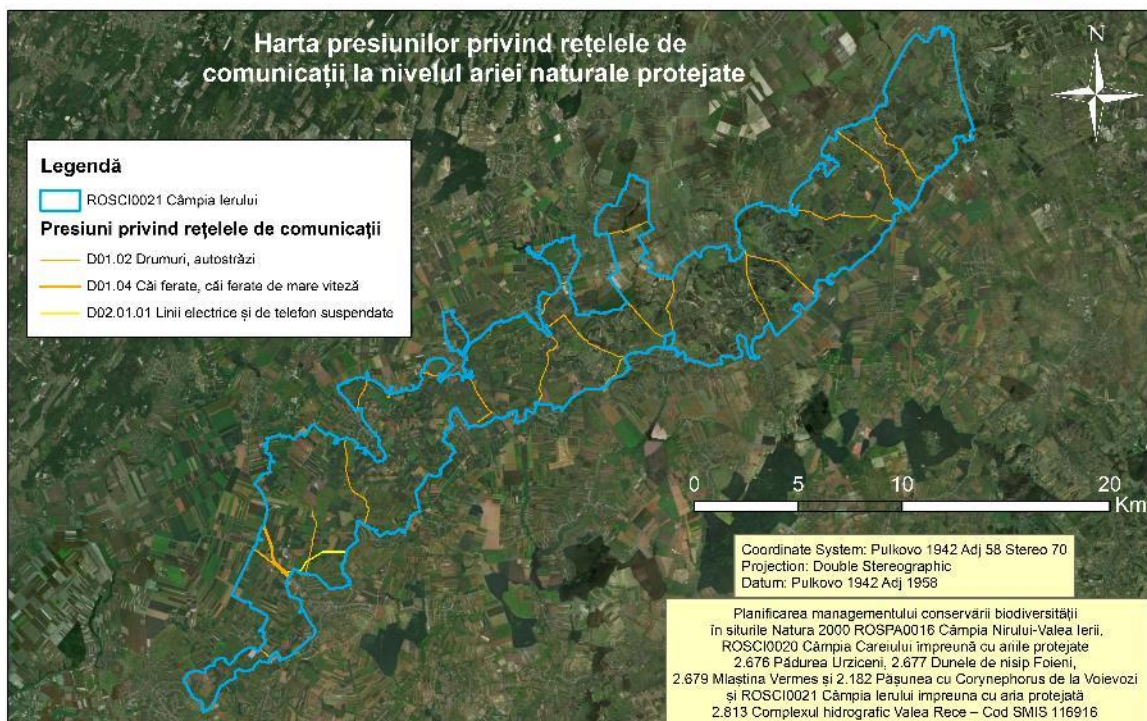 Harta presiunilor privind rețelele de
comunicații la nivelul ariei naturale protejate
N
Legendă
ROSCI0021 Câmpia Ierului
Presiuni privind rețelele de comunicații
D01.02 Drumuri, autostrăzi
D01.04 Căi ferate, căi ferate de mare viteză
D02.01.01 Linii electrice și de telefon suspendate
0 5 10 20
Km
Coordinate System: Pulkovo 1942 Adj 58 Stereo 70
Projection: Double Stereographic
Datum: Pulkovo 1942 Adj 1958
Planificarea managementului conservării biodiversității
în siturile Natura 2000 ROSPA0016 Câmpia Nirului-Valea Ierii,
ROSCI0020 Câmpia Careiului împreună cu ariile protejate
2.676 Pădurea Urziceni, 2.677 Dunele de nisip Foieni,
2.679 Mlaștina Vermes și 2.182 Pășunea cu Corynephorus de la Voievozi
și ROSCI0021 Câmpia Ierului împreuna cu aria protejată
2.813 Complexul hidrografic Valea Rece – Cod SMIS 116916